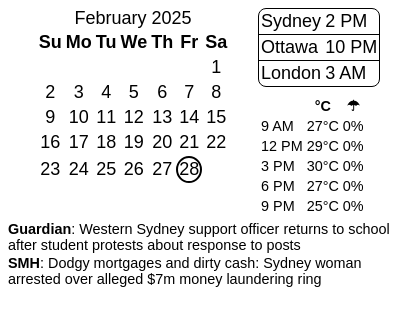 February 2025
Su Mo Tu We Th Fr Sa
1
2 3 4 5 6 7 8
9 10 11 12 13 14 15
16 17 18 19 20 21 22
23 24 25 26 27 28
Sydney 2 PM
Ottawa 10 PM
London 3 AM
°C ☂
9 AM 27°C 0%
12 PM 29°C 0%
3 PM 30°C 0%
6 PM 27°C 0%
9 PM 25°C 0%
Guardian: Western Sydney support officer returns to school
after student protests about response to posts
SMH: Dodgy mortgages and dirty cash: Sydney woman
arrested over alleged $7m money laundering ring